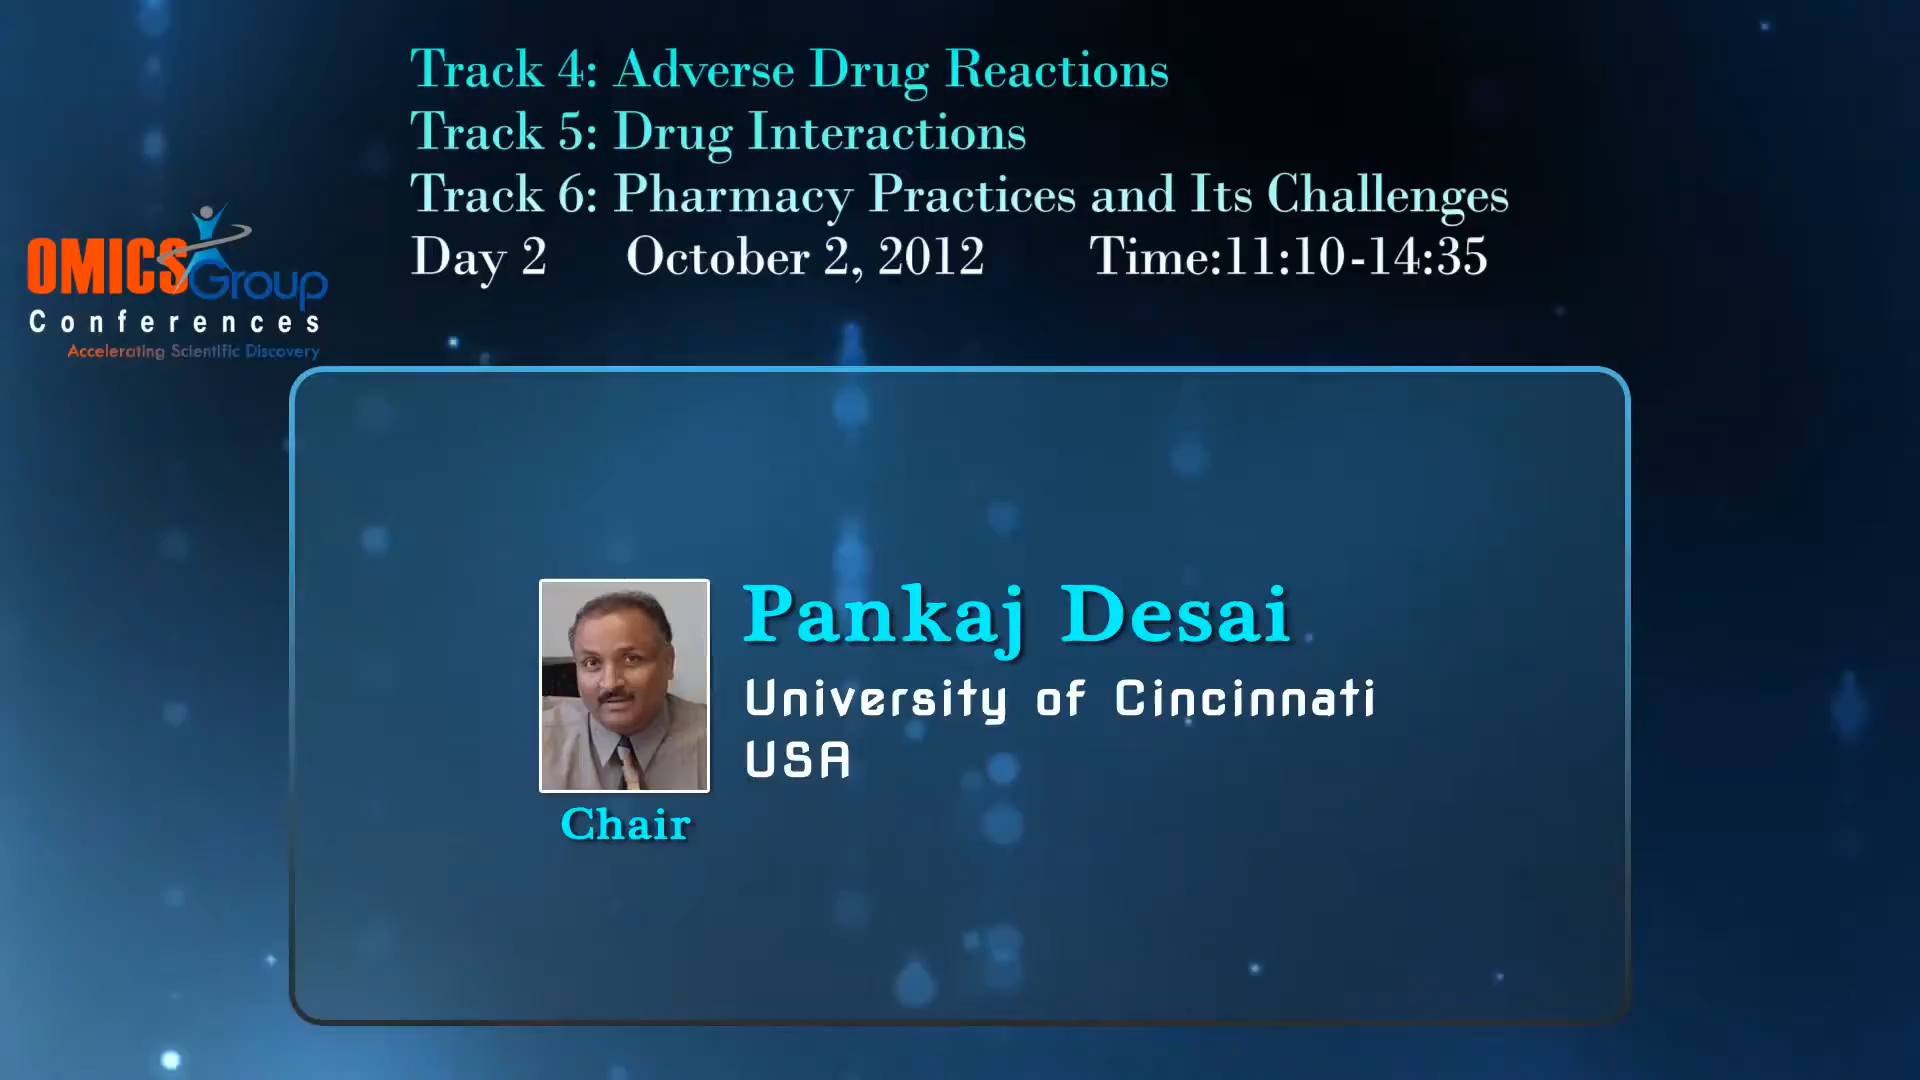 Track 4: Adverse Drug Reactions
Track 5: Drug Interactions
Track 6: Pharmacy Practices and Its Challenges
Day 2 October 2, 2012 Time:11:10-14:35
OMICS Group
Conferences
Accelerating Scientific Discovery
Pankaj Desai
University of Cincinnati
USA
Chair